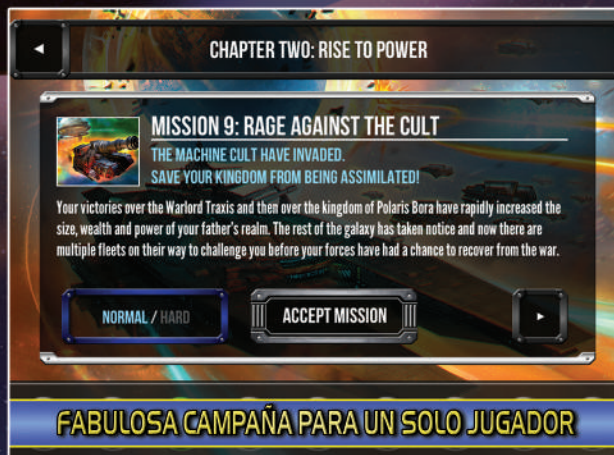 CHAPTER TWO: RISE TO POWER
MISSION 9: RAGE AGAINST THE CULT
THE MACHINE CULT HAVE INVADED.
SAVE YOUR KINGDOM FROM BEING ASSIMILATED!
Your victories over the Warlord Traxis and then over the kingdom of Polaris Bora have rapidly increased the
size, wealth and power of your father's realm. The rest of the galaxy has taken notice and now there are
multiple fleets on their way to challenge you before your forces have had a chance to recover from the war.
NORMAL / HARD
ACCEPT MISSION
FABULOSA CAMPAÑA PARA UN SOLO JUGADOR